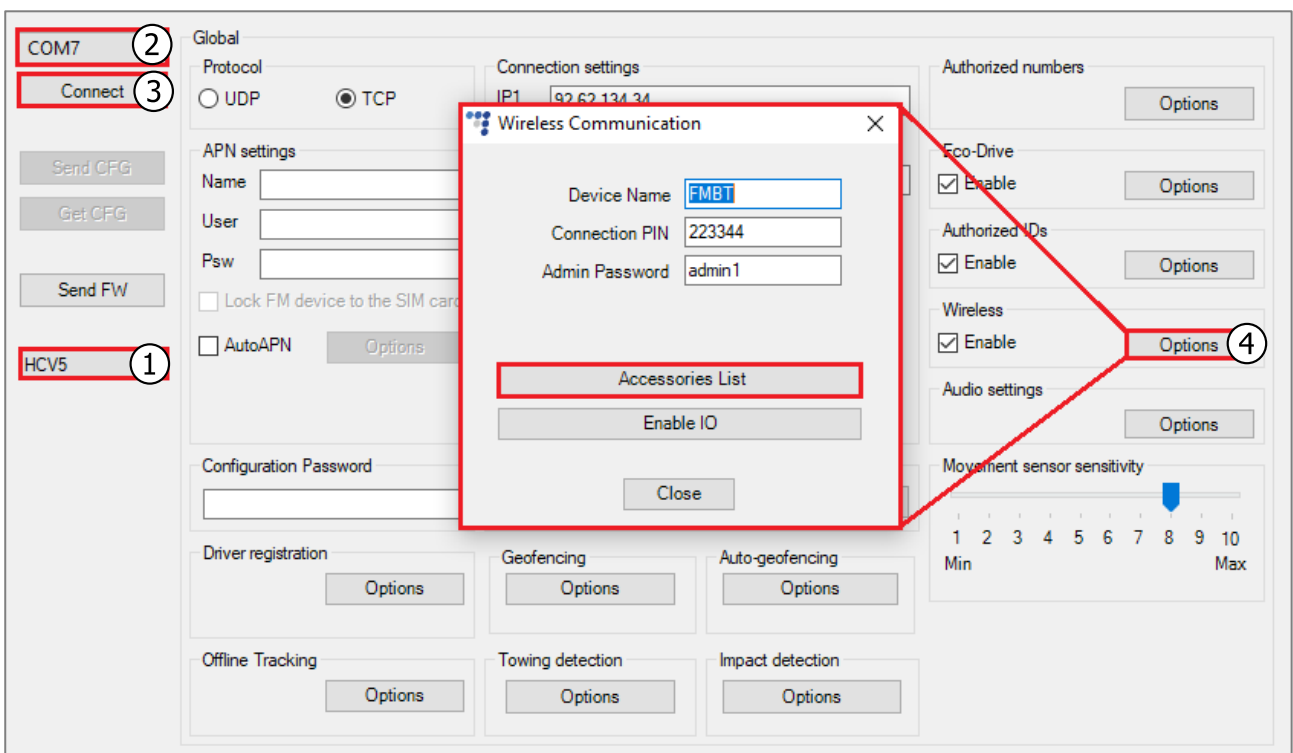 COM7
2
Connect
3
Send CFG
Get CFG
Send FW
HCV5
1
Global
Protocol
UDP
TCP
Connection settings
IP1 92.62.134.34
Authorized numbers
Options
APN settings
Name
User
Psw
Lock FM device to the SIM card
AutoAPN
Options
Wireless Communication
Device Name FMBT
Connection PIN 223344
Admin Password admin1
Accessories List
Enable IO
Close
Eco-Drive
Enable
Options
Authorized IDs
Enable
Options
Wireless
Enable
Options
4
Audio settings
Options
Configuration Password
Movement sensor sensitivity
1 2 3 4 5 6 7 8 9 10
Min Max
Driver registration
Options
Geofencing
Options
Auto-geofencing
Options
Offline Tracking
Options
Towing detection
Options
Impact detection
Options